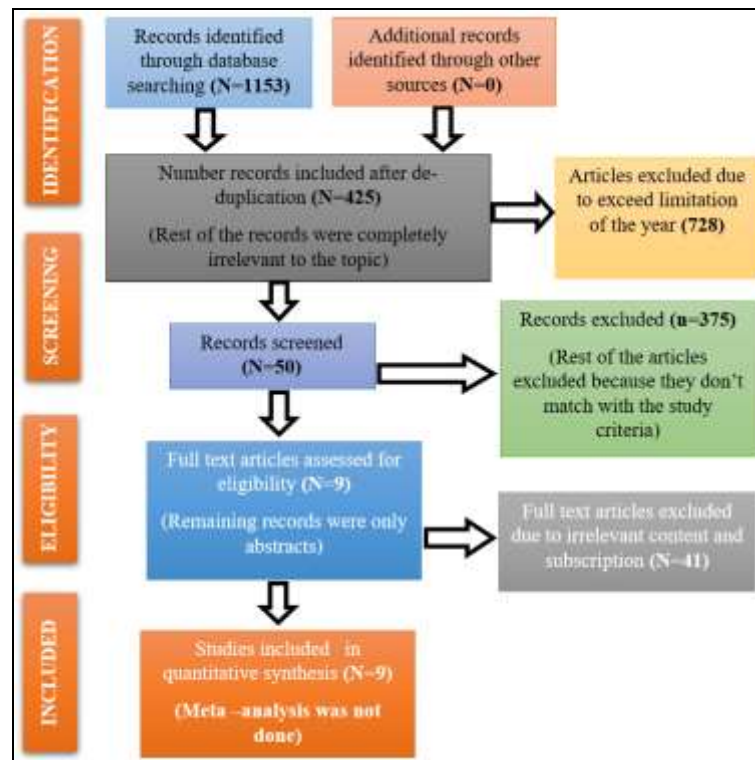 IDENTIFICATION
Records identified
through database
searching (N=1153)
Additional records
identified through other
sources (N=0)
Number records included after de-
duplication (N=425)
(Rest of the records were completely
irrelevant to the topic)
Articles excluded due
to exceed limitation
of the year (728)
SCREENING
Records screened
(N=50)
Records excluded (n=375)
(Rest of the articles
excluded because they don't
match with the study
criteria)
ELIGIBILITY
Full text articles assessed for
eligibility (N=9)
(Remaining records were only
abstracts)
Full text articles excluded
due to irrelevant content and
subscription (N=41)
INCLUDED
Studies included in
quantitative synthesis (N=9)
(Meta –analysis was not
done)